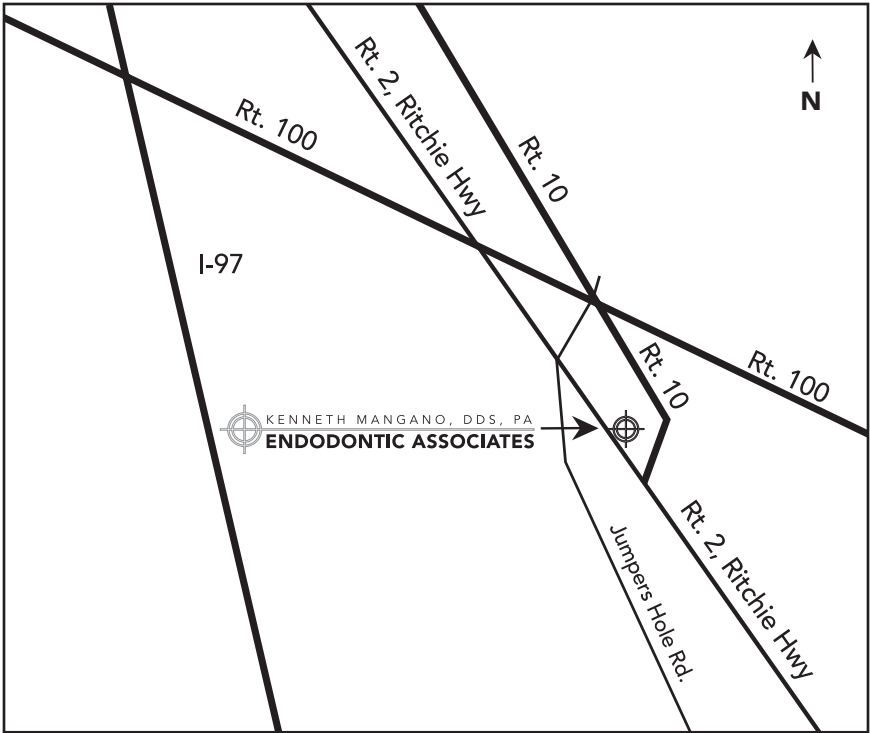 Rt. 2, Ritchie Hwy
N
Rt. 100
Rt. 10
I-97
Rt. 10
Rt. 100
KENNETH MANGANO, DDS, PA
ENDODONTIC ASSOCIATES
Rt. 2, Ritchie Hwy
Jumpers Hole Rd.